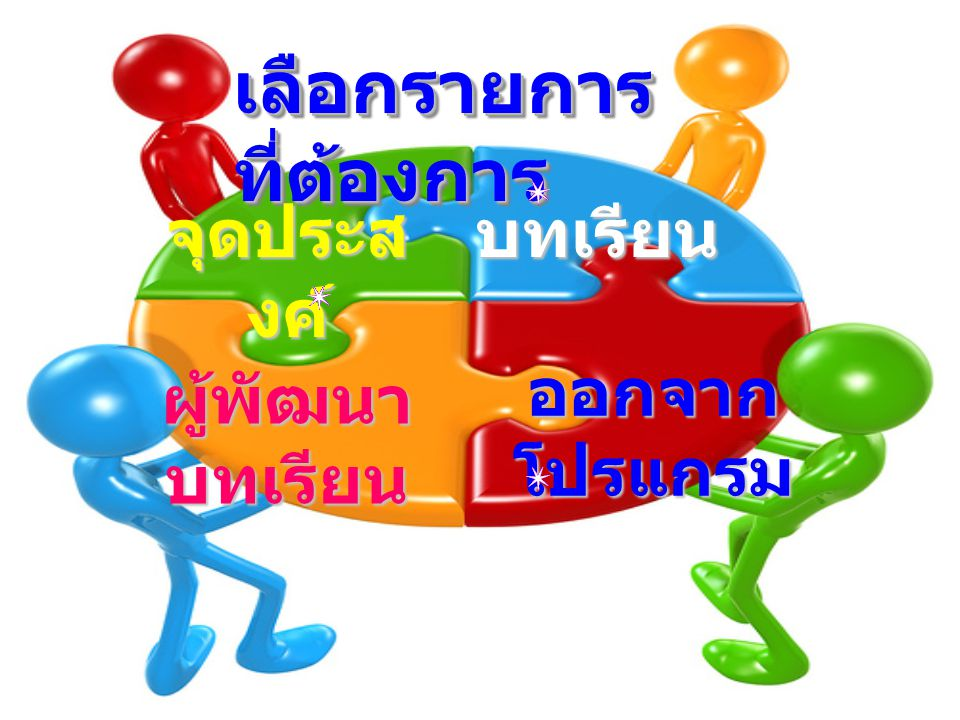 เลือกรายการ
ที่ต้องการ
จุดประส
งค์
บทเรียน
ผู้พัฒนา
บทเรียน
ออกจาก
โปรแกรม